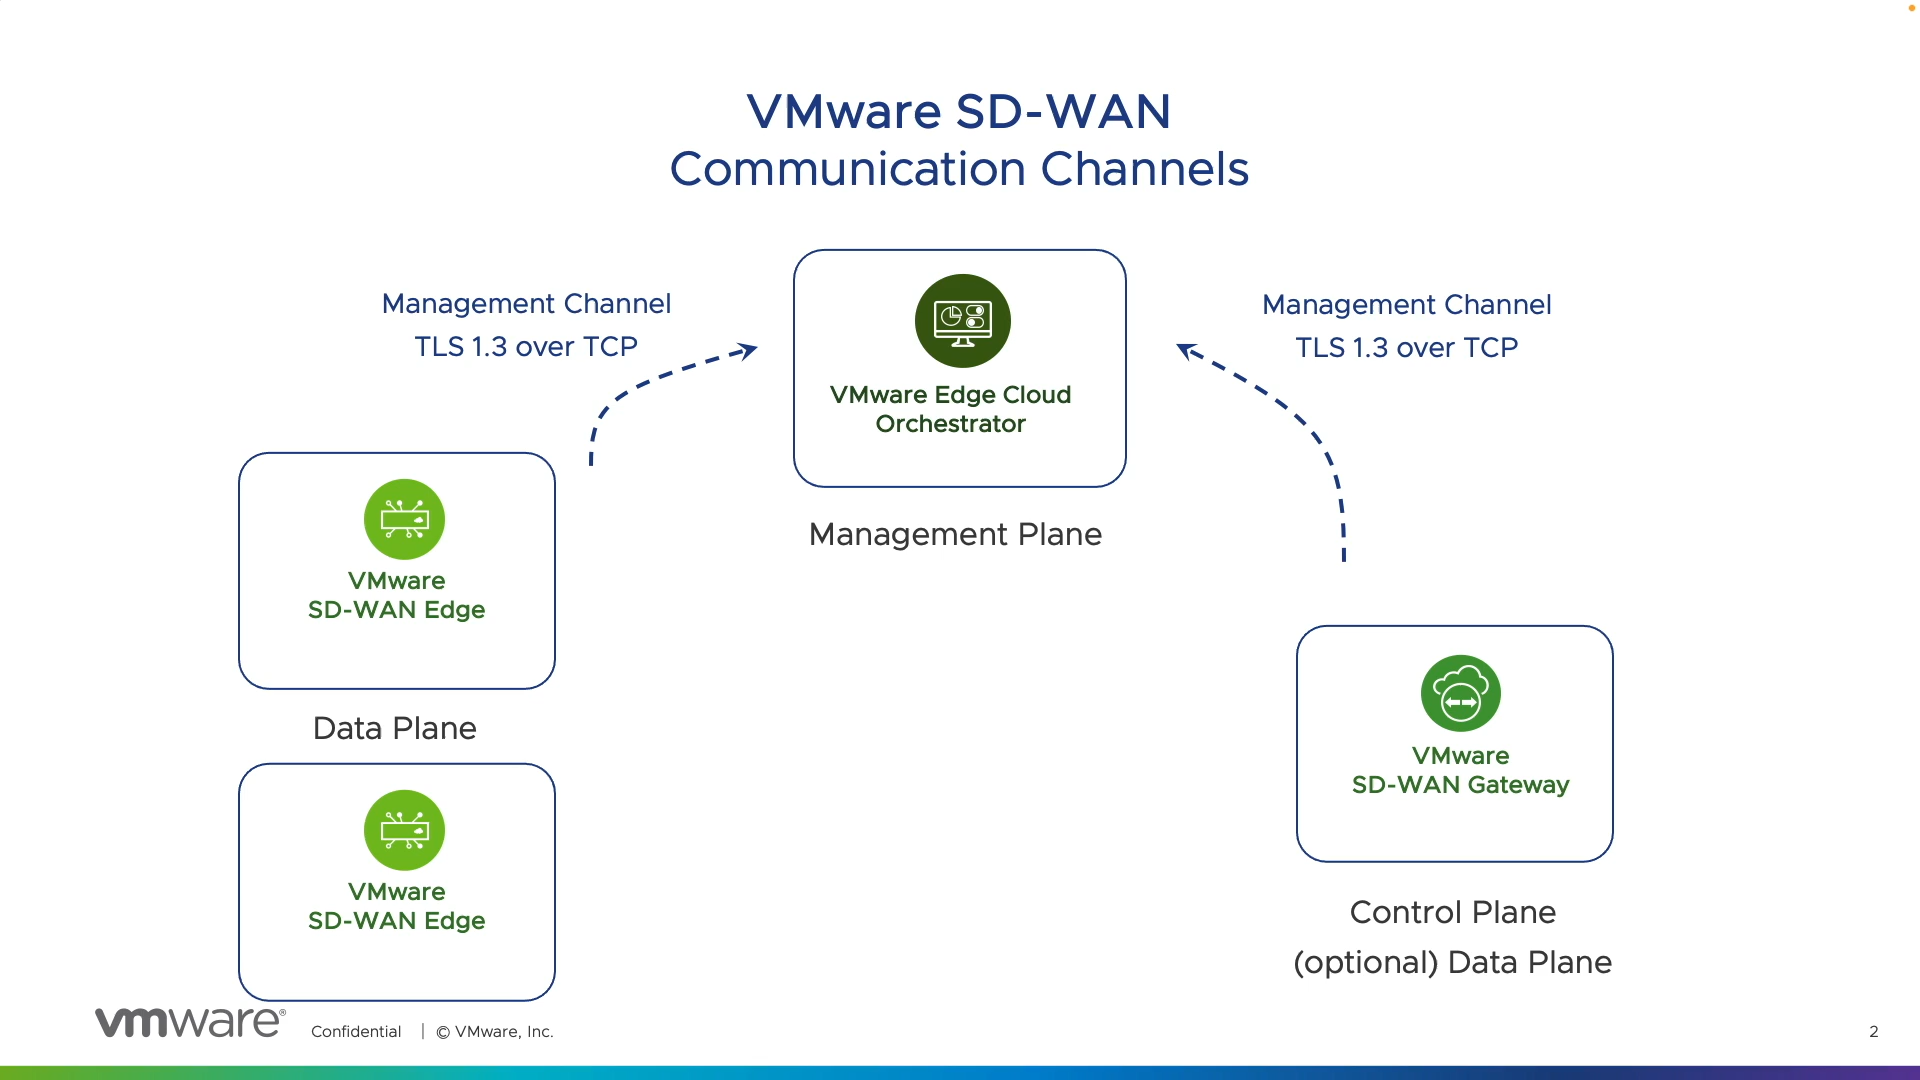 VMware SD-WAN
Communication Channels
Management Channel
TLS 1.3 over TCP
VMware Edge Cloud
Orchestrator
Management Plane
Management Channel
TLS 1.3 over TCP
VMware
SD-WAN Edge
Data Plane
VMware
SD-WAN Edge
VMware
SD-WAN Gateway
Control Plane
(optional) Data Plane
vmware®
Confidential | © VMware, Inc.
2